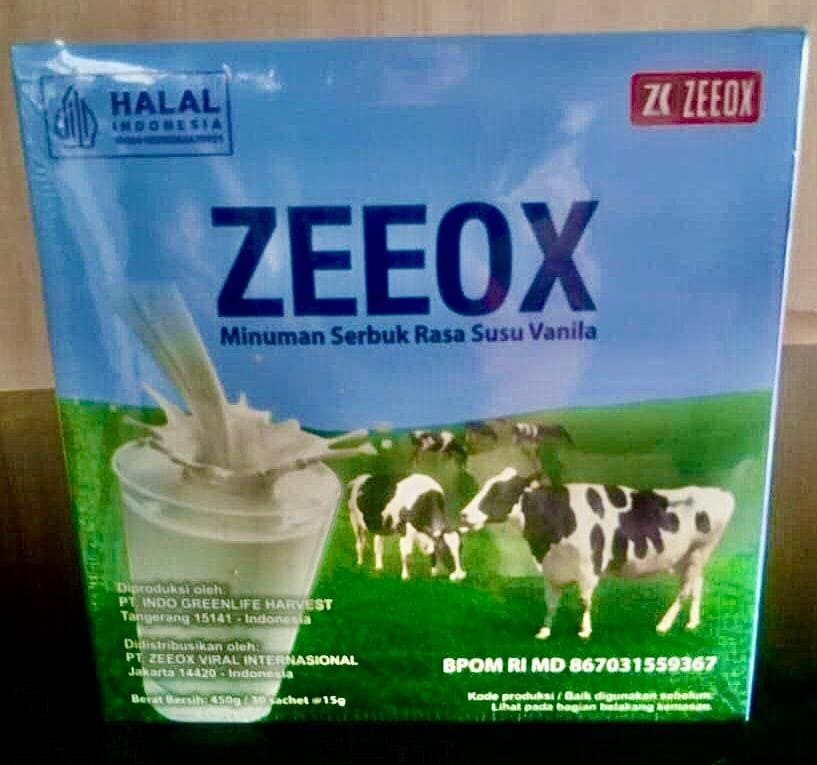 HALAL
INDONESIA
ZEEOX
ZEEOX
Minuman Serbuk Rasa Susu Vanila
Diproduksi oleh:
PT. INDO GREENLIFE HARVEST
Tangerang 15141 - Indonesia
Didistribusikan oleh:
PT. ZEEOX VIRAL INTERNASIONAL
Jakarta 14420 - Indonesia
Berat Bersih: 450g / 30 sachet @15g
BPOM RI MD 867031559367
Kode produksi / Baik digunakan sebelum:
Lihat pada bagian belakang kemasan.